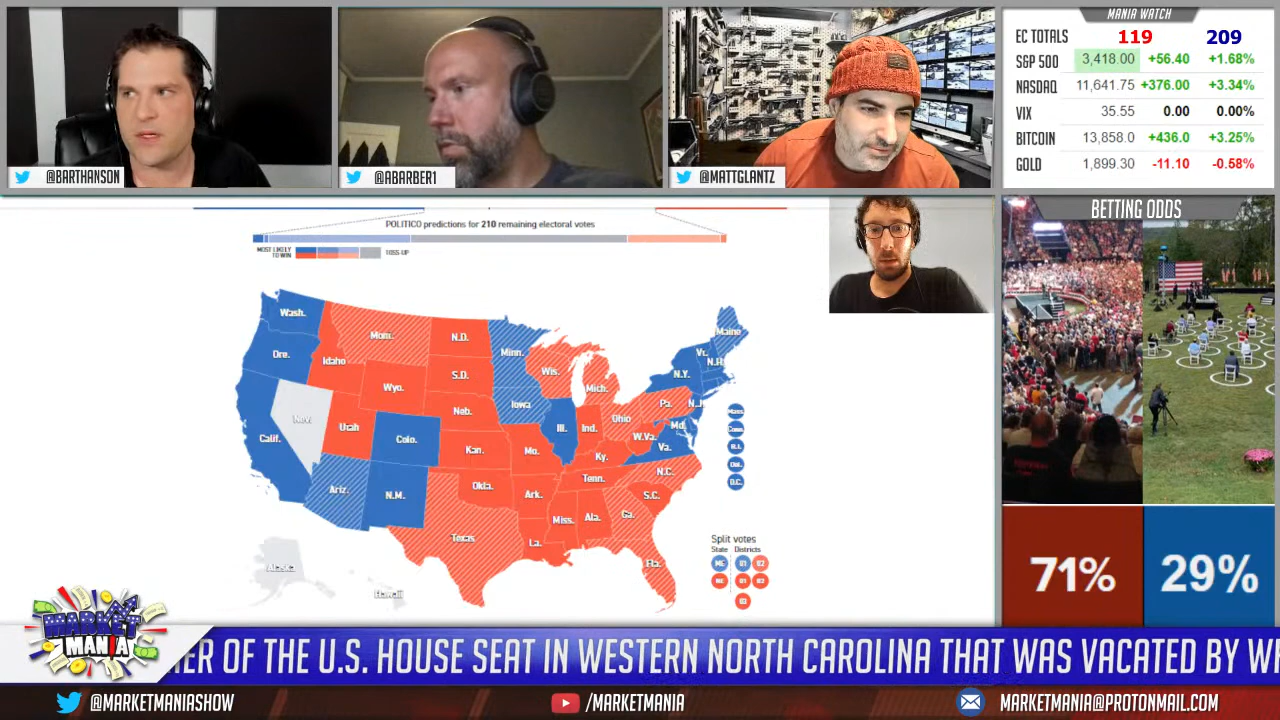 MANIA WATCH
EC TOTALS 119 209
S&P 500 3,418.00 +56.40 +1.68%
NASDAQ 11,641.75 +376.00 +3.34%
VIX 35.55 0.00 0.00%
BITCOIN 13,858.0 +436.0 +3.25%
GOLD 1,899.30 -11.10 -0.58%
@BARTHANSON
@ABARBER1
@MATTGLANTZ
BETTING ODDS
71% 29%
POLITICO predictions for 210 remaining electoral votes
MOST LIKELY
TO WIN
TOSS-UP
Wash.
Mont.
N.D.
Minn.
Maine
Ore.
Idaho
Wis.
Vt.
N.H.
S.D.
N.Y.
Wyo.
Mich.
Iowa
Pa.
N.J.
Neb.
Nev.
Ohio
Utah
Colo.
Ill.
Ind.
Md.
Mass.
Conn.
R.I.
Del.
D.C.
Calif.
W.Va.
Va.
Kan.
Mo.
Ky.
N.C.
Tenn.
Ariz.
N.M.
Okla.
Ark.
S.C.
Miss.
Ala.
Ga.
Texas
La.
Fla.
Alaska
Hawaii
Split votes
State Districts
ME 01 02
NE 01 02
03
MARKET
MANIA
ER OF THE U.S. HOUSE SEAT IN WESTERN NORTH CAROLINA THAT WAS VACATED BY
@MARKETMANIASHOW
/MARKETMANIA
MARKETMANIA@PROTONMAIL.COM